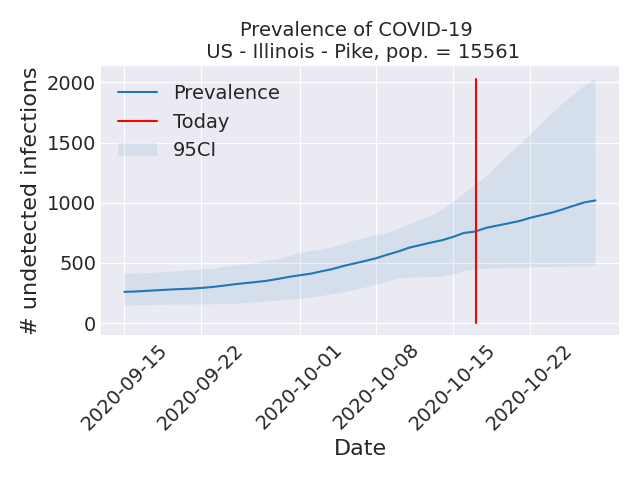 Prevalence of COVID-19
US - Illinois - Pike, pop. = 15561
# undetected infections
2000
1500
1000
500
0
Prevalence
Today
95CI
2020-09-15
2020-09-22
2020-10-01
2020-10-08
2020-10-15
2020-10-22
Date